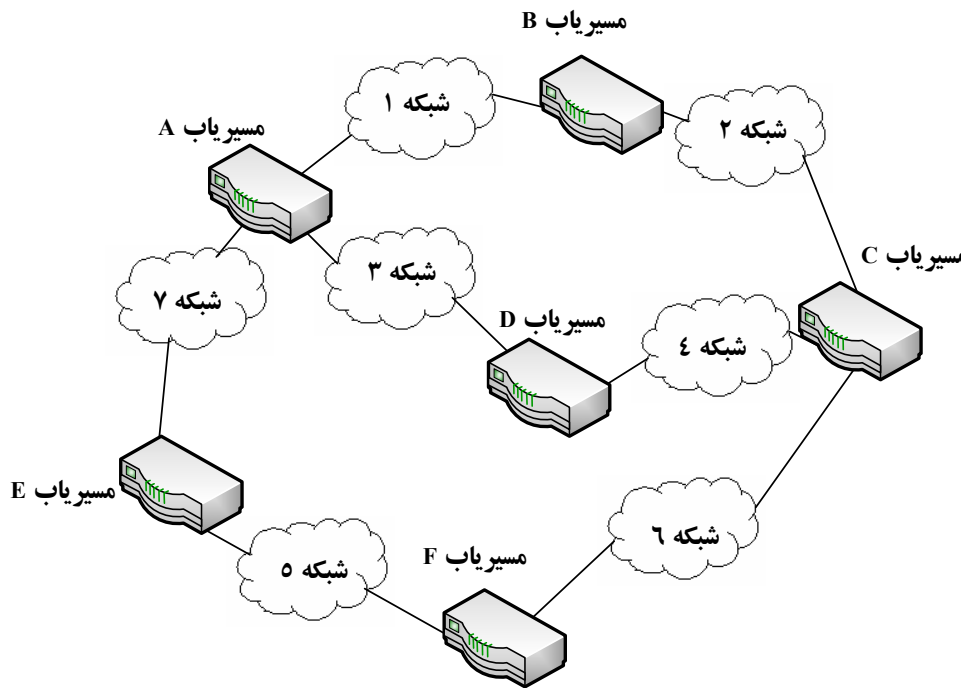 مسیریاب B
شبکه ۱
شبکه ۲
مسیریاب A
مسیریاب C
شبکه ۳
شبکه ۷
مسیریاب D
شبکه ٤
مسیریاب E
شبکه ٦
مسیریاب F
شبکه ٥